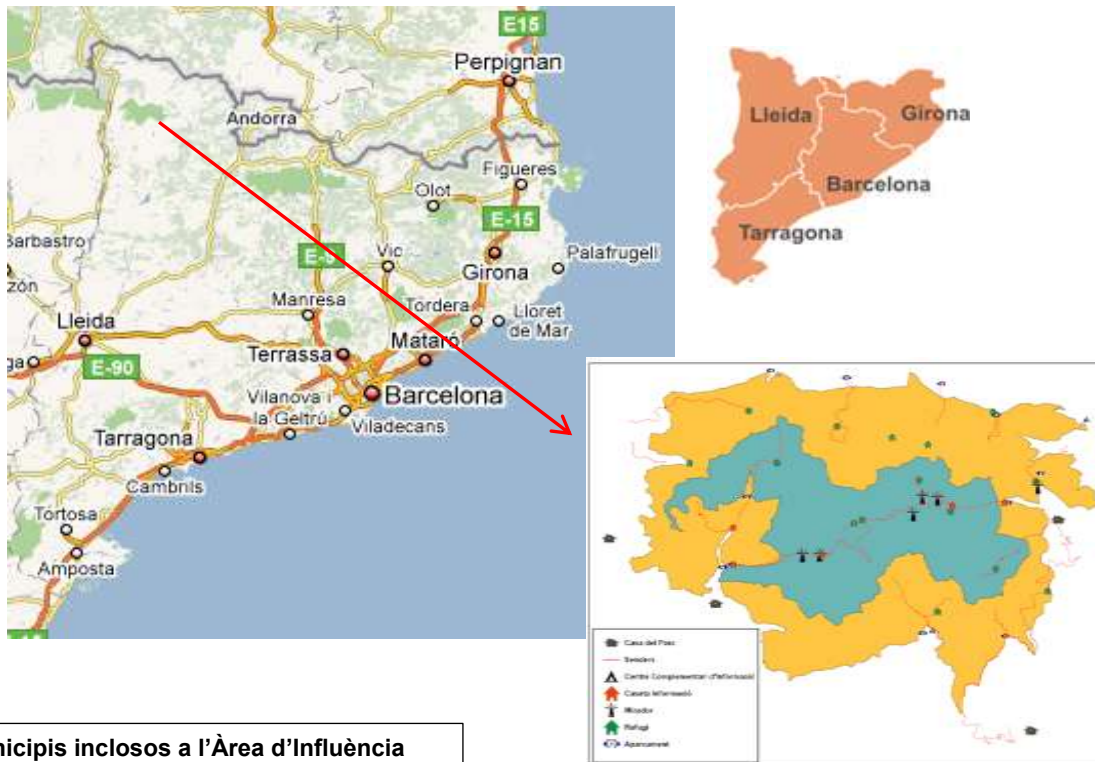 E15
Perpignan
Andorra
Figueres
Olot
E-15
Barbastro
Vic
Palafrugell
Girona
zón
Manresa
Tordera
Lloret
de Mar
Lleida
Mataró
Terrassa
ga
E-90
Barcelona
Vilanova i
la Geltrú
Viladecans
Tarragona
Cambrils
Tortosa
Amposta
Lleida
Girona
Barcelona
Tarragona
Casa del Parc
Senders
Centre Complementari d'Informació
Caseta Informació
Mirador
Refugi
Aparcament
nicipis inclosos a l'Àrea d'Influència